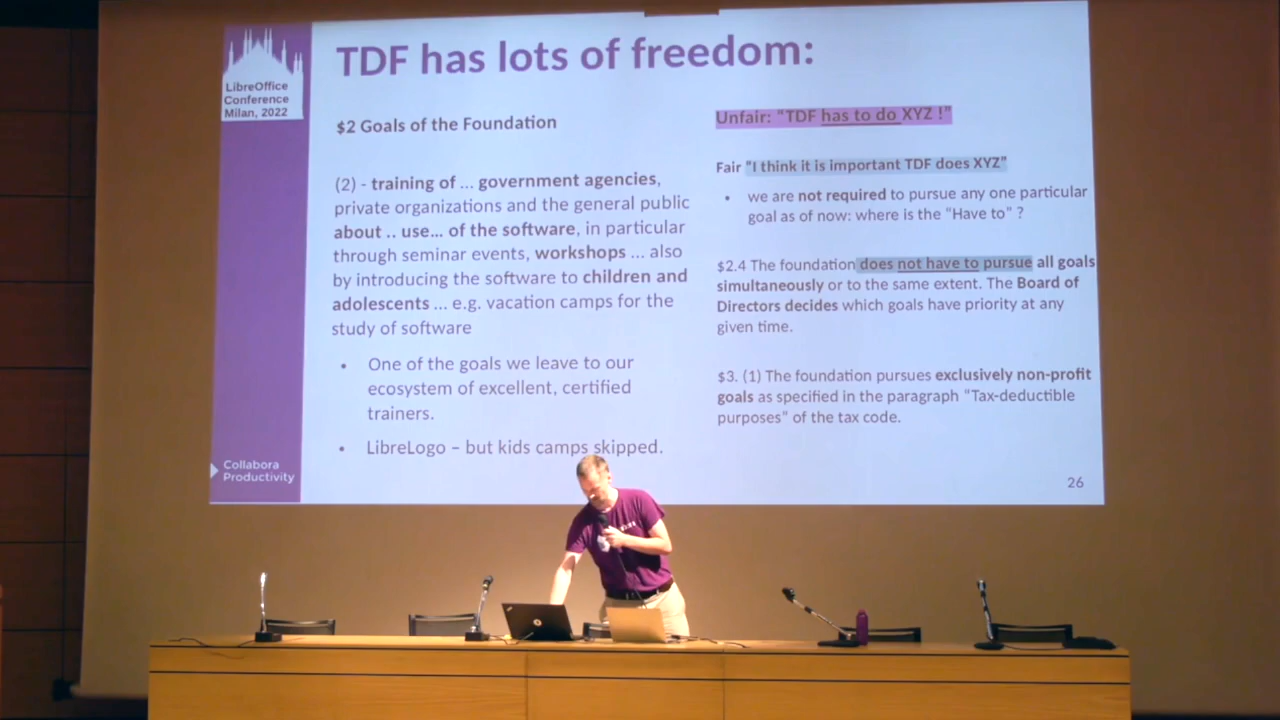 LibreOffice
Conference
Milan, 2022
TDF has lots of freedom:
$2 Goals of the Foundation
(2) - training of ... government agencies,
private organizations and the general public
about .. use... of the software, in particular
through seminar events, workshops ... also
by introducing the software to children and
adolescents ... e.g. vacation camps for the
study of software
• One of the goals we leave to our
ecosystem of excellent, certified
trainers.
• LibreLogo – but kids camps skipped.
Unfair: "TDF has to do XYZ !"
Fair "I think it is important TDF does XYZ"
• we are not required to pursue any one particular
goal as of now: where is the "Have to" ?
$2.4 The foundation does not have to pursue all goals
simultaneously or to the same extent. The Board of
Directors decides which goals have priority at any
given time.
$3. (1) The foundation pursues exclusively non-profit
goals as specified in the paragraph "Tax-deductible
purposes" of the tax code.
Collabora
Productivity
26